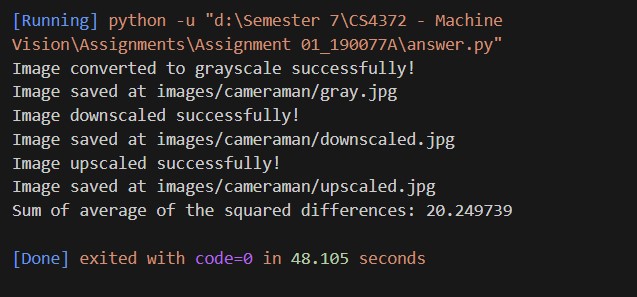 [Running] python -u "d:\Semester 7\CS4372 - Machine
Vision\Assignments\Assignment 01_190077A\answer.py"
Image converted to grayscale successfully!
Image saved at images/cameraman/gray.jpg
Image downscaled successfully!
Image saved at images/cameraman/downscaled.jpg
Image upscaled successfully!
Image saved at images/cameraman/upscaled.jpg
Sum of average of the squared differences: 20.249739
[Done] exited with code=0 in 48.105 seconds